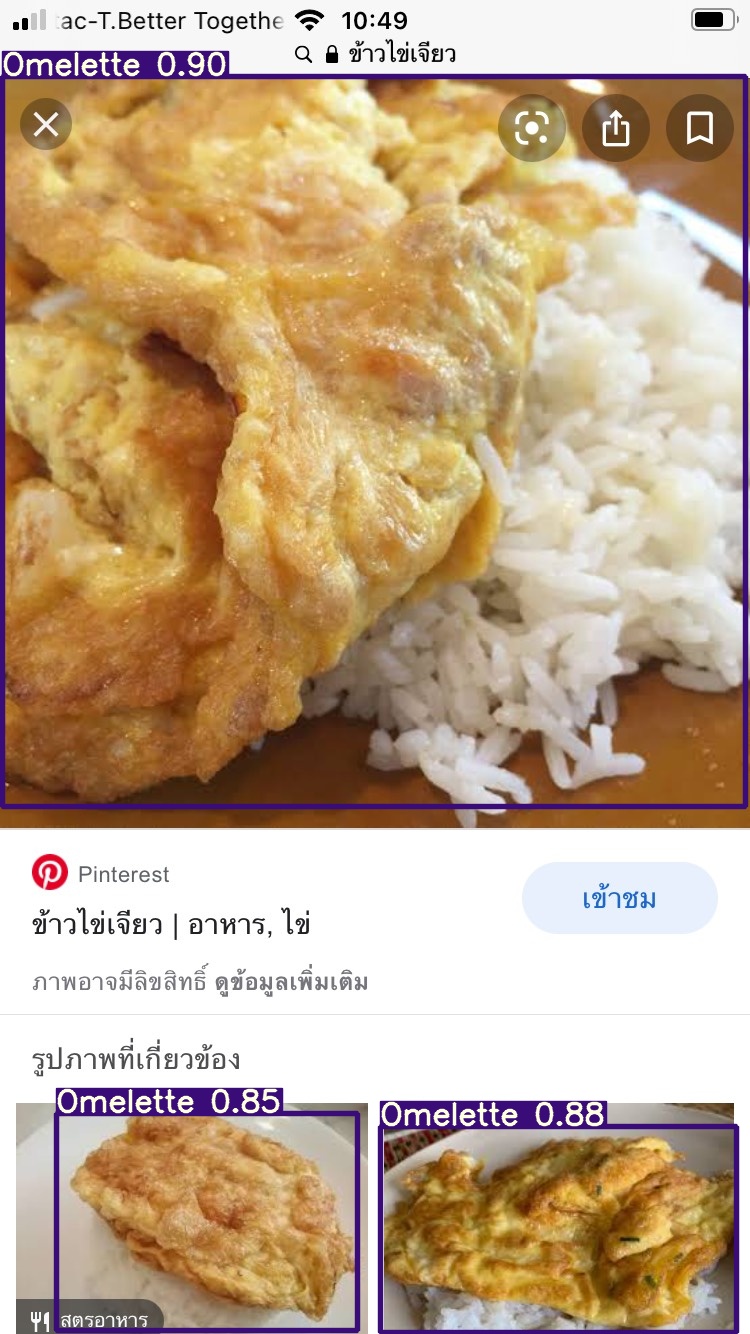 tac-T.Better Togethe 10:49
ข้าวไข่เจียว
Omelette 0.90
Pinterest
ข้าวไข่เจียว | อาหาร, ไข่
เข้าชม
ภาพอาจมีลิขสิทธิ์ ดูข้อมูลเพิ่มเติม
รูปภาพที่เกี่ยวข้อง
Omelette 0.85
Omelette 0.88
สูตรอาหาร